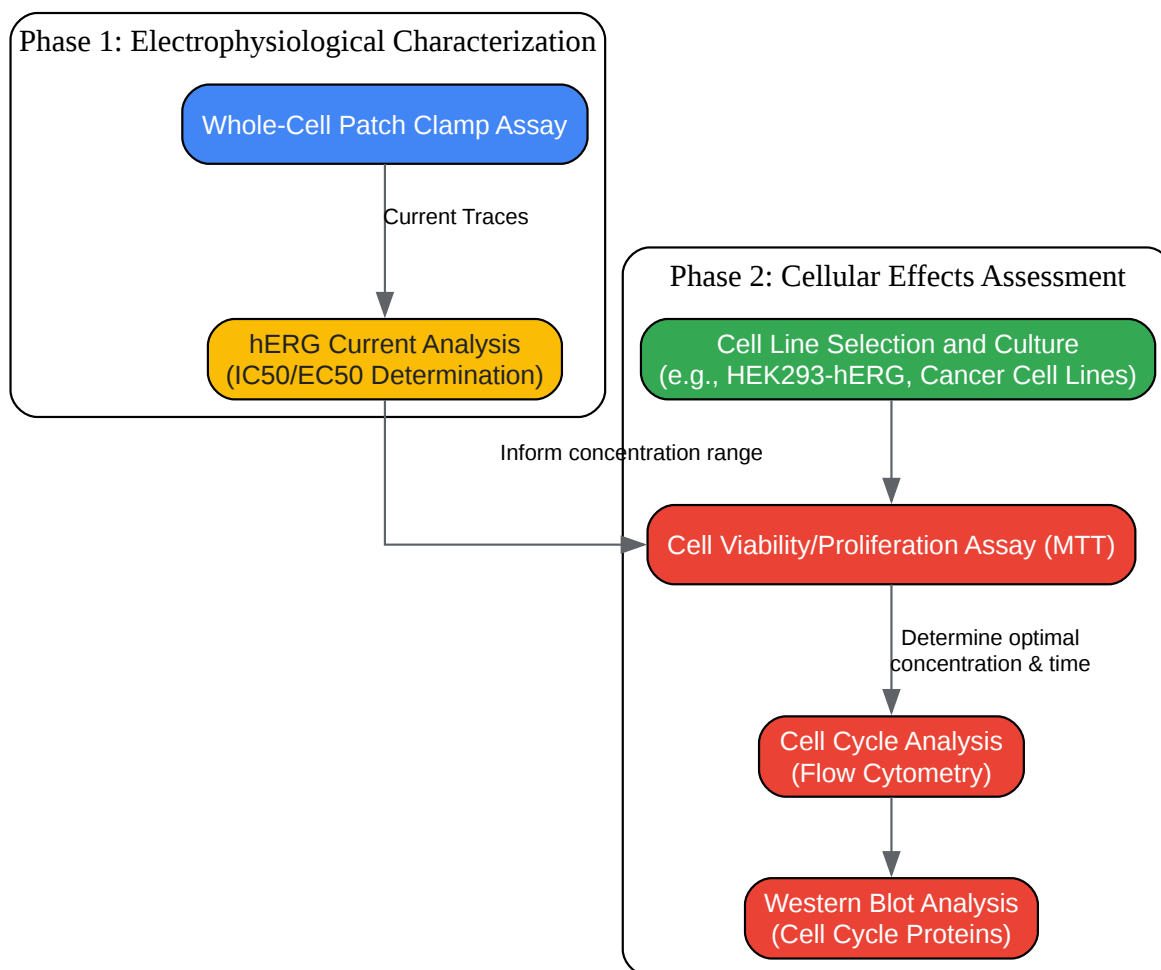 Phase 1: Electrophysiological Characterization
Whole-Cell Patch Clamp Assay
Current Traces
hERG Current Analysis
(IC50/EC50 Determination)
Phase 2: Cellular Effects Assessment
Cell Line Selection and Culture
(e.g., HEK293-hERG, Cancer Cell Lines)
Inform concentration range
Cell Viability/Proliferation Assay (MTT)
Determine optimal
concentration & time
Cell Cycle Analysis
(Flow Cytometry)
Western Blot Analysis
(Cell Cycle Proteins)